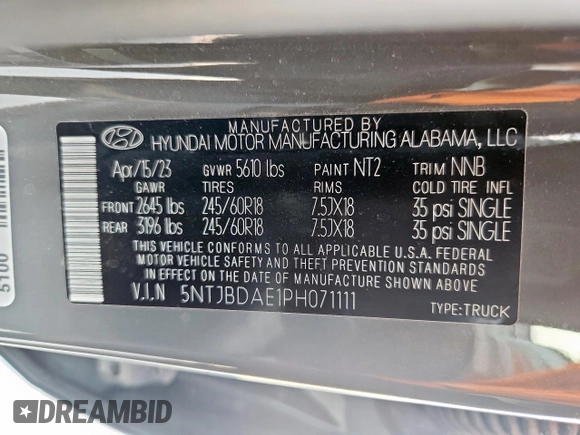 MANUFACTURED BY
HYUNDAI MOTOR MANUFACTURING ALABAMA, LLC
Apr/15/23 GVWR 5610 lbs PAINT NT2 TRIM NNB
GAWR TIRES RIMS COLD TIRE INFL
FRONT 2645 lbs 245/60R18 7.5JX18 35 psi SINGLE
REAR 3196 lbs 245/60R18 7.5JX18 35 psi SINGLE
THIS VEHICLE CONFORMS TO ALL APPLICABLE U.S.A. FEDERAL
MOTOR VEHICLE SAFETY AND THEFT PREVENTION STANDARDS
IN EFFECT ON THE DATE OF MANUFACTURE SHOWN ABOVE
V.I.N 5NTJBDAE1PH071111 TYPE:TRUCK
5100
DREAMBID